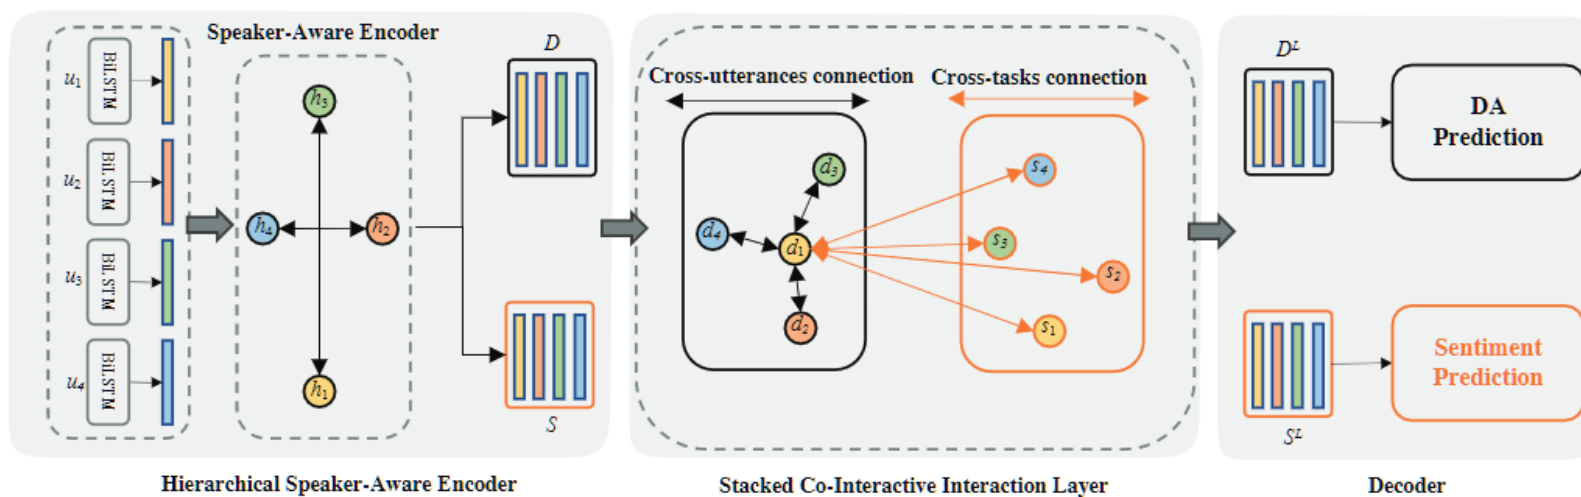 Speaker-Aware Encoder
u1
BiLSTM
u2
BiLSTM
u3
BiLSTM
u4
BiLSTM
h3
h4
h2
h1
D
S
Cross-utterances connection
Cross-tasks connection
d3
d4
d1
d2
s4
s3
s2
s1
D^L
DA
Prediction
S^L
Sentiment
Prediction
Hierarchical Speaker-Aware Encoder
Stacked Co-Interactive Interaction Layer
Decoder